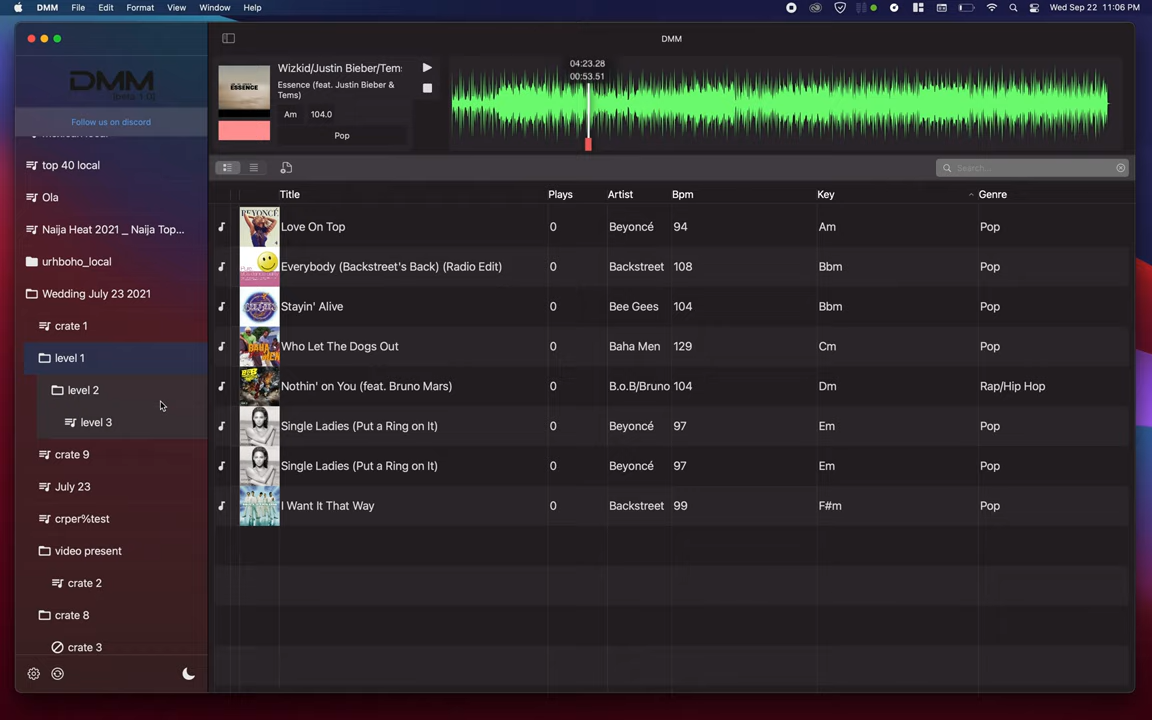 DMM File Edit Format View Window Help
Wed Sep 22 11:06 PM
DMM
DMM
[beta 1.0]
Follow us on discord
top 40 local
Ola
Naija Heat 2021 _ Naija Top...
urhboho_local
Wedding July 23 2021
crate 1
level 1
level 2
level 3
crate 9
July 23
crper%test
video present
crate 2
crate 8
crate 3
ESSENCE
Wizkid/Justin Bieber/Tem
Essence (feat. Justin Bieber &
Tems)
Am 104.0
Pop
04:23.28
00:53.51
Search...
Title Plays Artist Bpm Key Genre
BEYONCÉ
Love On Top 0 Beyoncé 94 Am Pop
Everybody (Backstreet's Back) (Radio Edit) 0 Backstreet 108 Bbm Pop
Stayin' Alive 0 Bee Gees 104 Bbm Pop
Who Let The Dogs Out 0 Baha Men 129 Cm Pop
Nothin' on You (feat. Bruno Mars) 0 B.o.B/Bruno 104 Dm Rap/Hip Hop
Single Ladies (Put a Ring on It) 0 Beyoncé 97 Em Pop
Single Ladies (Put a Ring on It) 0 Beyoncé 97 Em Pop
I Want It That Way 0 Backstreet 99 F#m Pop